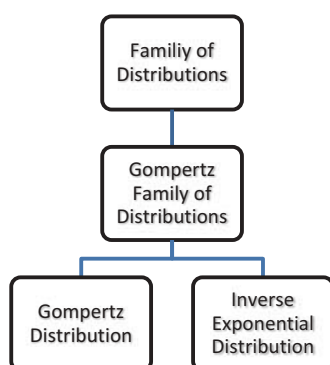 Familiy of
Distributions
Gompertz
Family of
Distributions
Gompertz
Distribution
Inverse
Exponential
Distribution